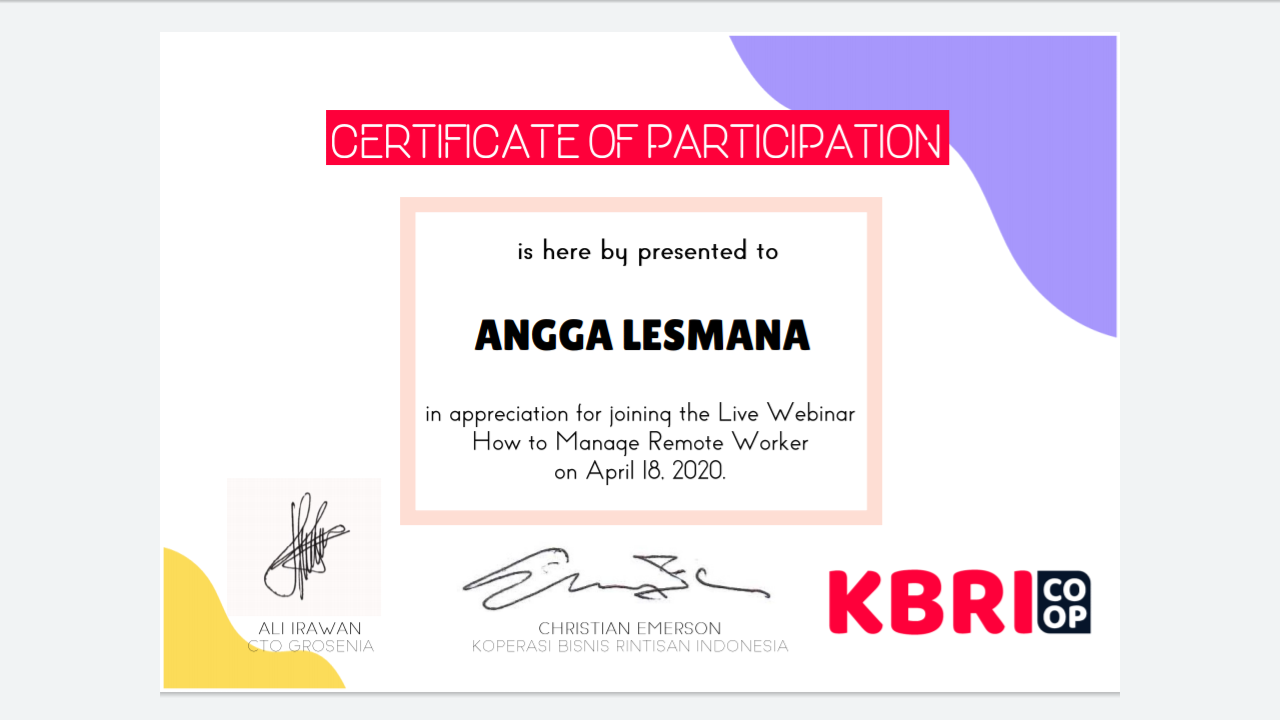 CERTIFICATE OF PARTICIPATION
is here by presented to
ANGGA LESMANA
in appreciation for joining the Live Webinar
How to Manage Remote Worker
on April 18, 2020.
ALI IRAWAN
CTO GROSENIA
CHRISTIAN EMERSON
KOPERASI BISNIS RINTISAN INDONESIA
KBRI CO
OP